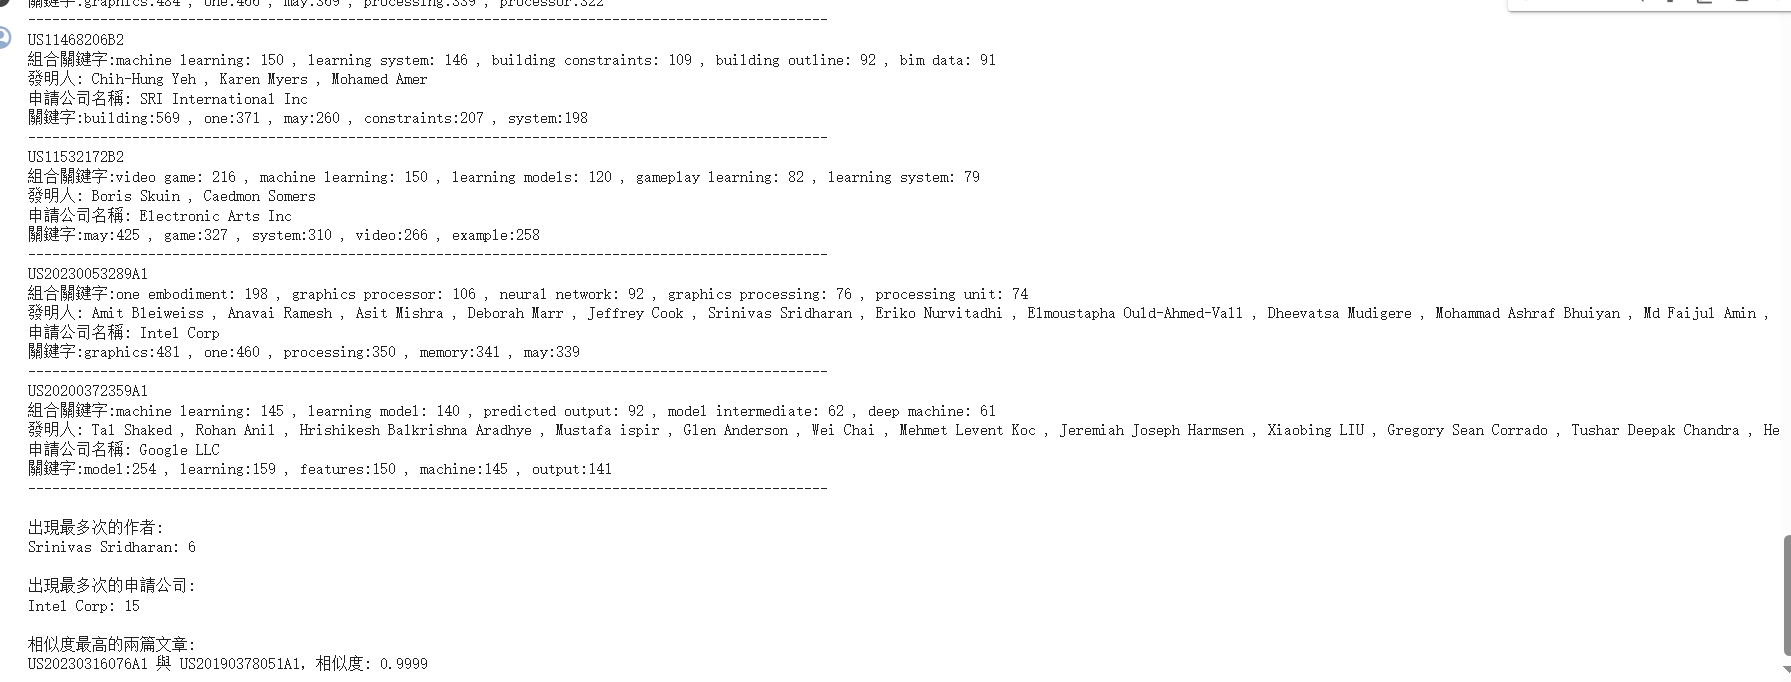 關鍵字:graphics:484 , one:466 , may:369 , processing:339 , processor:322
--------------------------------------------------------------------------------------------------
US11468206B2
組合關鍵字:machine learning: 150 , learning system: 146 , building constraints: 109 , building outline: 92 , bim data: 91
發明人: Chih-Hung Yeh , Karen Myers , Mohamed Amer
申請公司名稱: SRI International Inc
關鍵字:building:569 , one:371 , may:260 , constraints:207 , system:198
--------------------------------------------------------------------------------------------------
US11532172B2
組合關鍵字:video game: 216 , machine learning: 150 , learning models: 120 , gameplay learning: 82 , learning system: 79
發明人: Boris Skuin , Caedmon Somers
申請公司名稱: Electronic Arts Inc
關鍵字:may:425 , game:327 , system:310 , video:266 , example:258
--------------------------------------------------------------------------------------------------
US20230053289A1
組合關鍵字:one embodiment: 198 , graphics processor: 106 , neural network: 92 , graphics processing: 76 , processing unit: 74
發明人: Amit Bleiweiss , Anavai Ramesh , Asit Mishra , Deborah Marr , Jeffrey Cook , Srinivas Sridharan , Eriko Nurvitadhi , Elmoustapha Ould-Ahmed-Vall , Dheevatsa Mudigere , Mohammad Ashraf Bhuiyan , Md Faijul Amin ,
申請公司名稱: Intel Corp
關鍵字:graphics:481 , one:460 , processing:350 , memory:341 , may:339
--------------------------------------------------------------------------------------------------
US20200372359A1
組合關鍵字:machine learning: 145 , learning model: 140 , predicted output: 92 , model intermediate: 62 , deep machine: 61
發明人: Tal Shaked , Rohan Anil , Hrishikesh Balkrishna Aradhye , Mustafa ispir , Glen Anderson , Wei Chai , Mehmet Levent Koc , Jeremiah Joseph Harmsen , Xiaobing LIU , Gregory Sean Corrado , Tushar Deepak Chandra , He
申請公司名稱: Google LLC
關鍵字:model:254 , learning:159 , features:150 , machine:145 , output:141
--------------------------------------------------------------------------------------------------
出現最多次的作者:
Srinivas Sridharan: 6
出現最多次的申請公司:
Intel Corp: 15
相似度最高的兩篇文章:
US20230316076A1 與 US20190378051A1，相似度: 0.9999